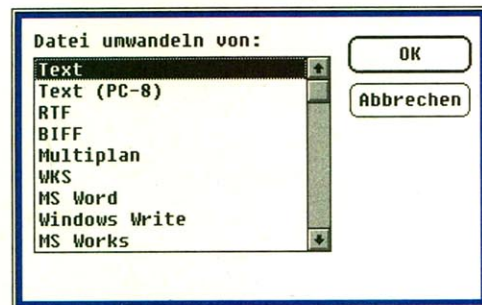 Datei umwandeln von:
Text
Text (PC-8)
RTF
BIFF
Multiplan
WKS
MS Word
Windows Write
MS Works
OK
Abbrechen